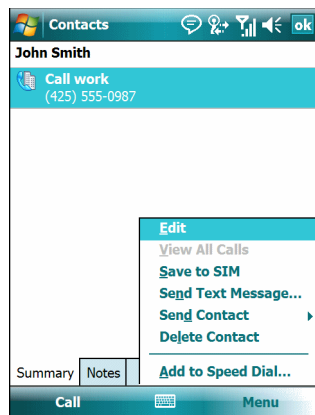 Contacts
ok
John Smith
Call work
(425) 555-0987
Edit
View All Calls
Save to SIM
Send Text Message...
Send Contact
Delete Contact
Add to Speed Dial...
Summary
Notes
Call
Menu